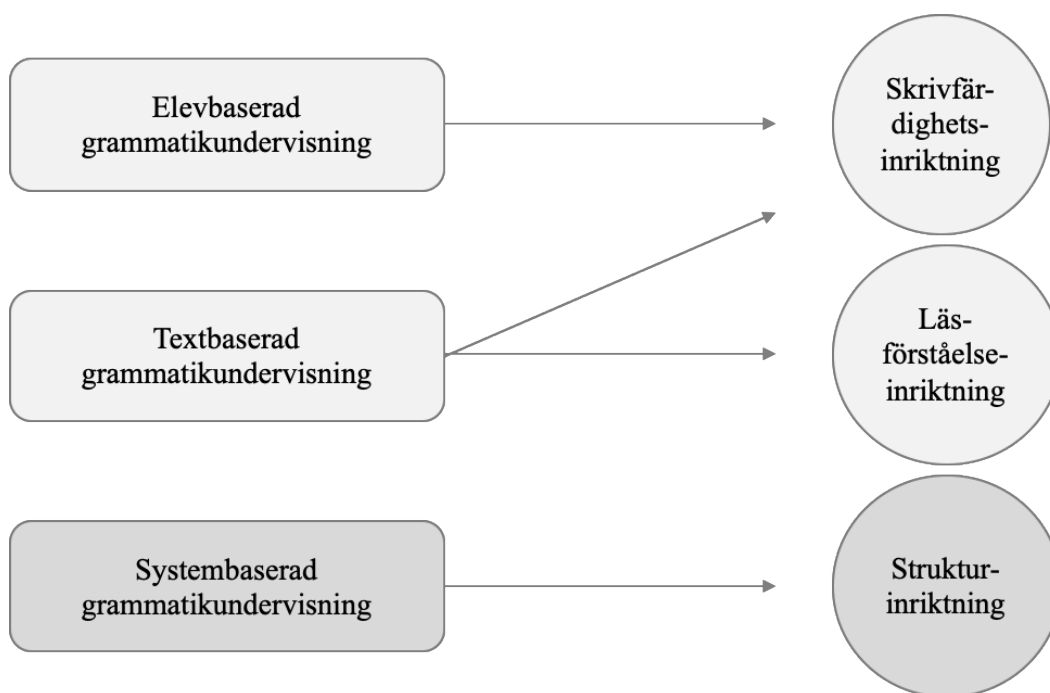 Elevbaserad
grammatikundervisning
Skrivfär-
dighets-
inriktning
Textbaserad
grammatikundervisning
Läs-
förståelse-
inriktning
Systembaserad
grammatikundervisning
Struktur-
inriktning